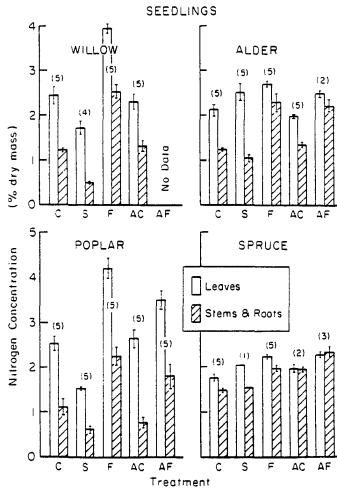 SEEDLINGS
WILLOW
ALDER
4
3
2
1
0
(5)
(4)
(5)
(5)
No Data
(5)
(5)
(5)
(5)
(2)
C S F AC AF
C S F AC AF
Nitrogen Concentration (% dry mass)
POPLAR
SPRUCE
Leaves
Stems & Roots
5
4
3
2
1
0
(5)
(5)
(5)
(5)
(5)
(5)
(1)
(5)
(2)
(3)
C S F AC AF
C S F AC AF
Treatment